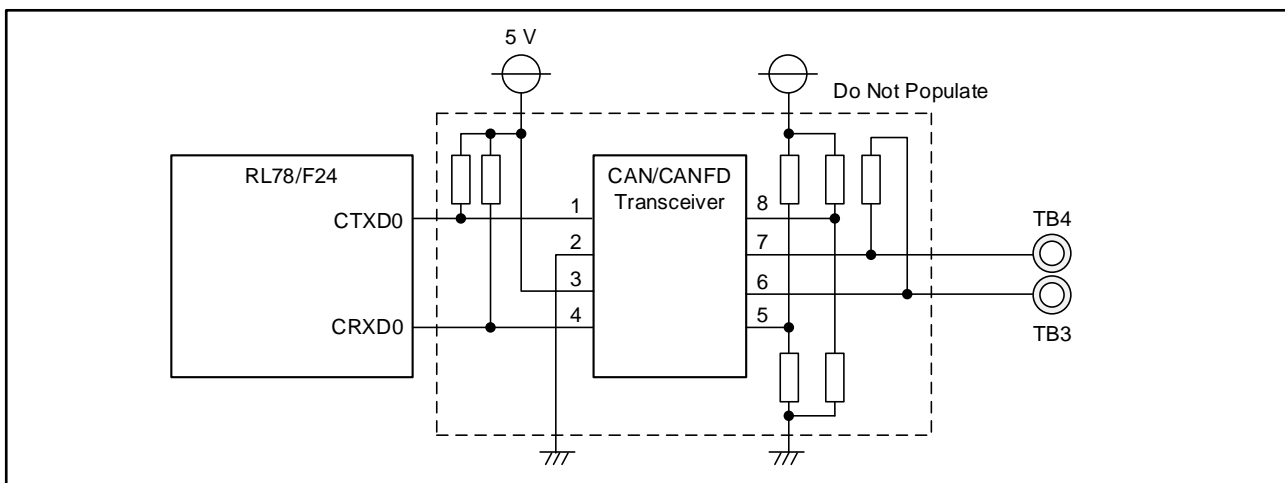 5 V
Do Not Populate
RL78/F24
CAN/CANFD
Transceiver
CTXD0
1
8
TB4
2
7
3
6
CRXD0
4
5
TB3